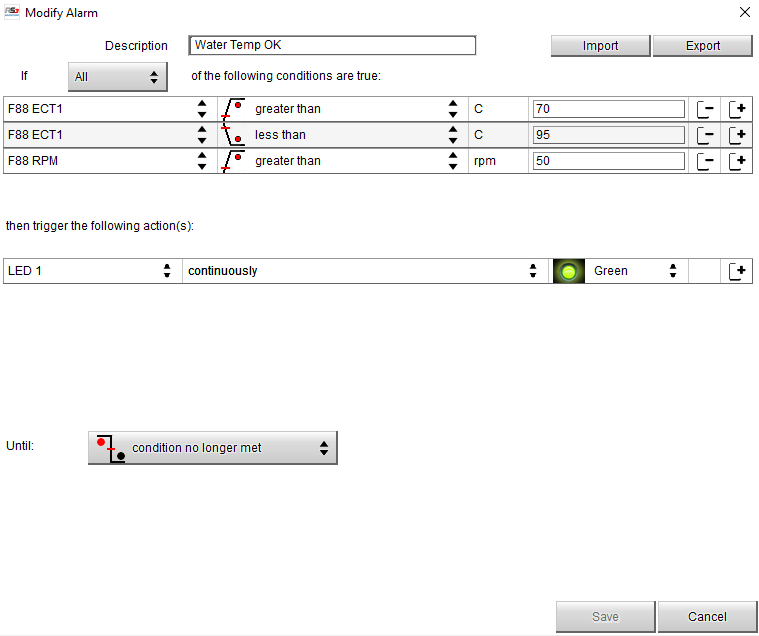 Modify Alarm
Description Water Temp OK Import Export
If All of the following conditions are true:
F88 ECT1 greater than C 70
F88 ECT1 less than C 95
F88 RPM greater than rpm 50
then trigger the following action(s):
LED 1 continuously Green
Until: condition no longer met
Save Cancel